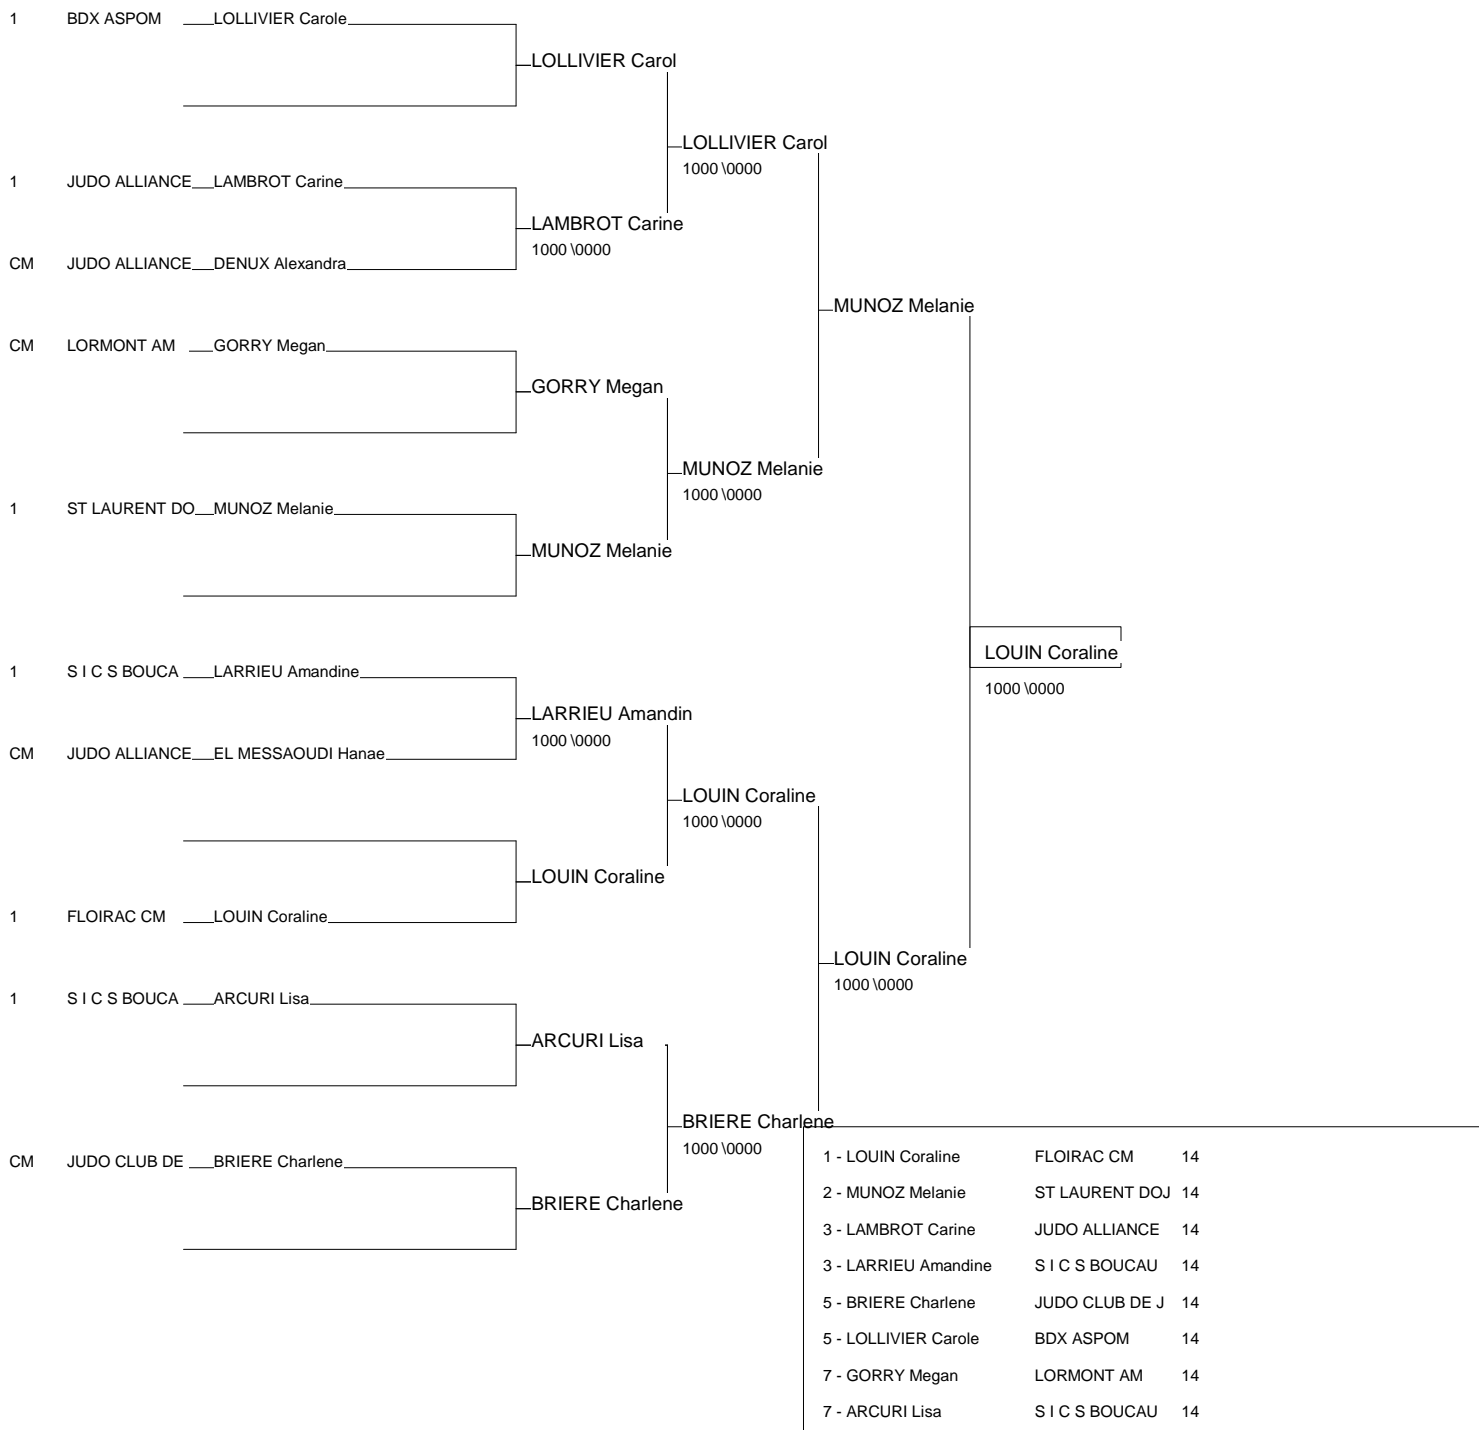 1 BDX ASPOM LOLLIVIER Carole
LOLLIVIER Carol
LOLLIVIER Carol
1000 \0000
1 JUDO ALLIANCE LAMBROT Carine
LAMBROT Carine
1000 \0000
CM JUDO ALLIANCE DENUX Alexandra
MUNOZ Melanie
CM LORMONT AM GORRY Megan
GORRY Megan
MUNOZ Melanie
1000 \0000
1 ST LAURENT DO MUNOZ Melanie
MUNOZ Melanie
LOUIN Coraline
1000 \0000
1 S I C S BOUCA LARRIEU Amandine
LARRIEU Amandin
1000 \0000
CM JUDO ALLIANCE EL MESSAOUDI Hanae
LOUIN Coraline
1000 \0000
LOUIN Coraline
1 FLOIRAC CM LOUIN Coraline
LOUIN Coraline
1000 \0000
1 S I C S BOUCA ARCURI Lisa
ARCURI Lisa
BRIERE Charlene
1000 \0000
CM JUDO CLUB DE BRIERE Charlene
BRIERE Charlene
1 - LOUIN Coraline FLOIRAC CM 14
2 - MUNOZ Melanie ST LAURENT DOJ 14
3 - LAMBROT Carine JUDO ALLIANCE 14
3 - LARRIEU Amandine S I C S BOUCAU 14
5 - BRIERE Charlene JUDO CLUB DE J 14
5 - LOLLIVIER Carole BDX ASPOM 14
7 - GORRY Megan LORMONT AM 14
7 - ARCURI Lisa S I C S BOUCAU 14